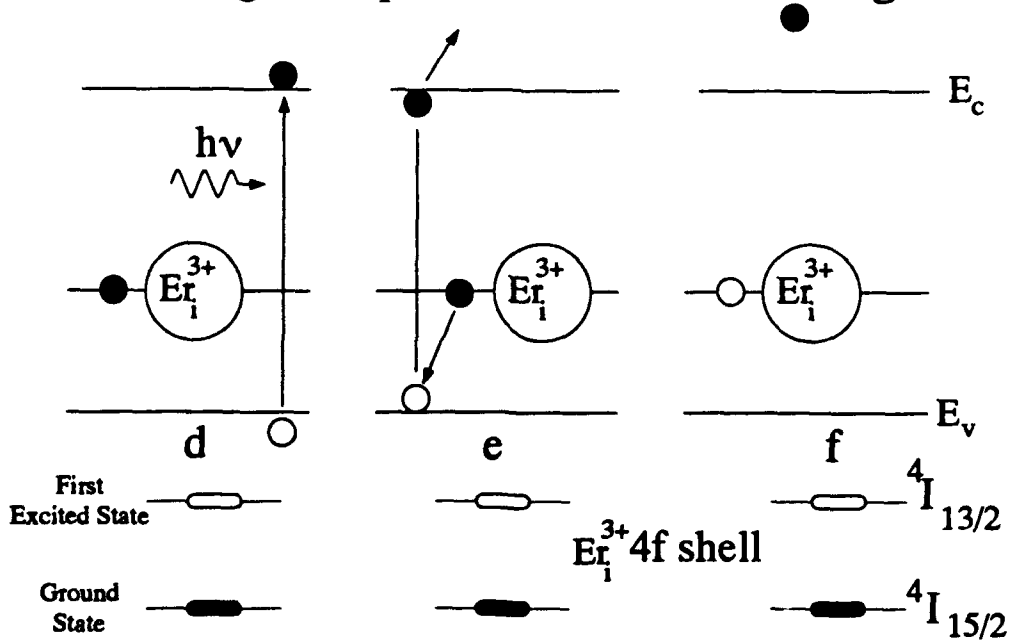 E_c
hν
Er_i^3+ Er_i^3+ Er_i^3+
E_v
d e f
First
Excited State
^4I_13/2
Er_i^3+ 4f shell
Ground
State
^4I_15/2